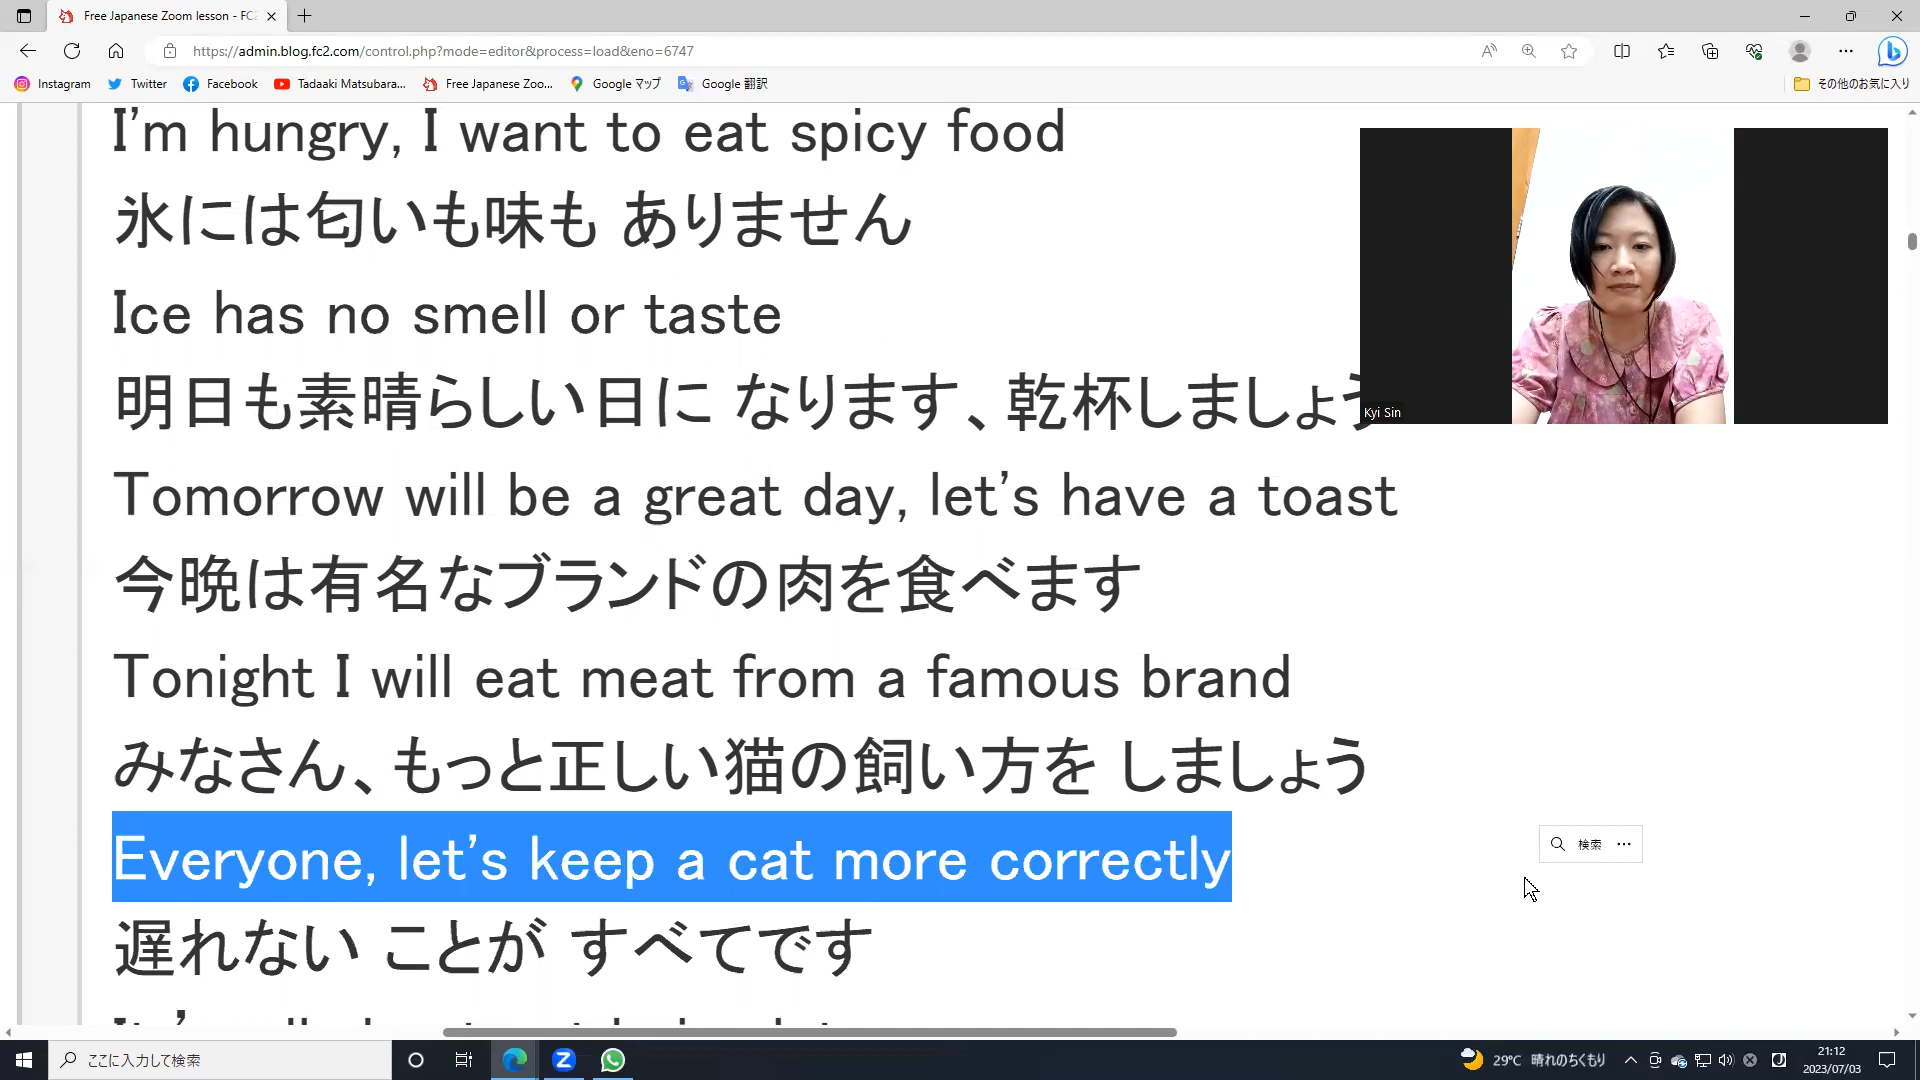 Free Japanese Zoom lesson - FC2
https://admin.blog.fc2.com/control.php?mode=editor&process=load&eno=6747
Instagram Twitter Facebook Tadaaki Matsubara... Free Japanese Zoo... Google マップ Google 翻訳 その他のお気に入り
I'm hungry, I want to eat spicy food
氷には匂いも味も ありません
Ice has no smell or taste
明日も素晴らしい日に なります、乾杯しましょう
Tomorrow will be a great day, let's have a toast
今晩は有名なブランドの肉を食べます
Tonight I will eat meat from a famous brand
みなさん、もっと正しい猫の飼い方を しましょう
Everyone, let's keep a cat more correctly
遅れない ことが すべてです
Kyi Sin
検索
ここに入力して検索
29°C 晴れのちくもり
21:12
2023/07/03